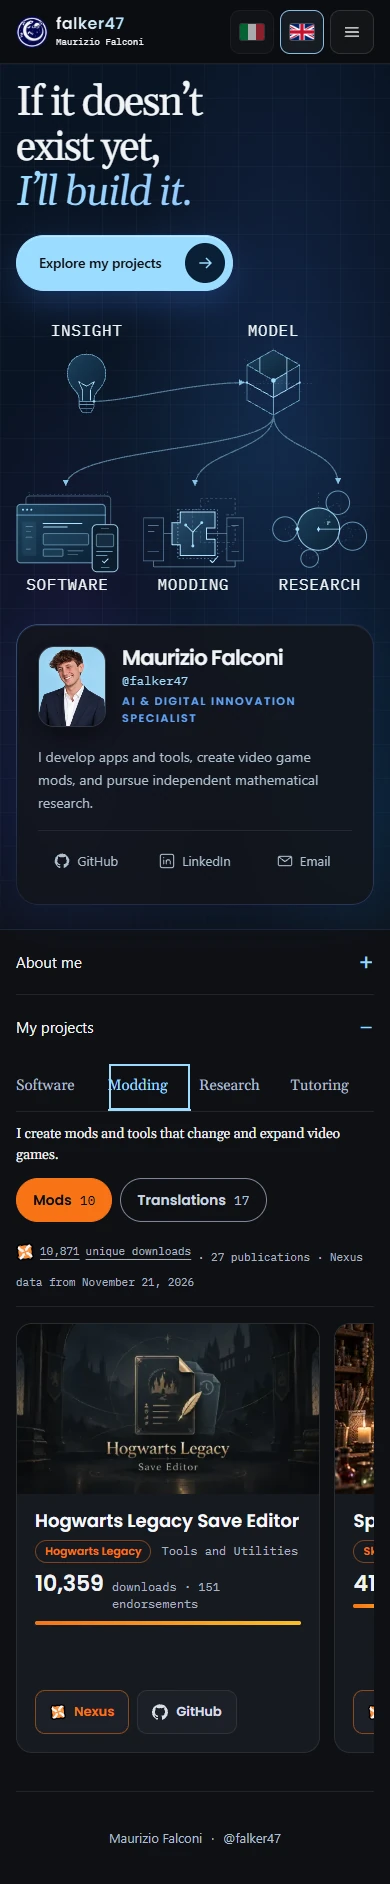 falker47
Maurizio Falconi
If it doesn't
exist yet,
I'll build it.
Explore my projects
INSIGHT
MODEL
SOFTWARE
MODDING
RESEARCH
Maurizio Falconi
@falker47
AI & DIGITAL INNOVATION
SPECIALIST
I develop apps and tools, create video game
mods, and pursue independent mathematical
research.
GitHub
LinkedIn
Email
About me
My projects
Software Modding Research Tutoring
I create mods and tools that change and expand video
games.
Mods 10
Translations 17
10,871 unique downloads · 27 publications · Nexus
data from November 21, 2026
Hogwarts Legacy
Save Editor
Hogwarts Legacy Save Editor
Hogwarts Legacy
Tools and Utilities
10,359 downloads · 151
endorsements
Nexus
GitHub
Sp
Sk
41
Maurizio Falconi · @falker47